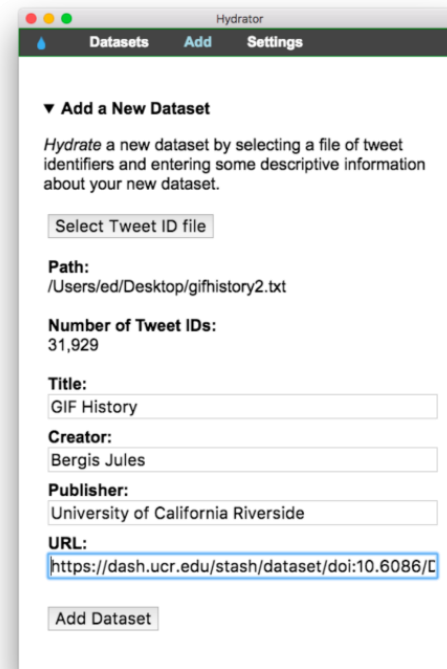 Hydrator
Datasets Add Settings
▼ Add a New Dataset
Hydrate a new dataset by selecting a file of tweet
identifiers and entering some descriptive information
about your new dataset.
Select Tweet ID file
Path:
/Users/ed/Desktop/gifhistory2.txt
Number of Tweet IDs:
31,929
Title:
GIF History
Creator:
Bergis Jules
Publisher:
University of California Riverside
URL:
https://dash.ucr.edu/stash/dataset/doi:10.6086/D
Add Dataset